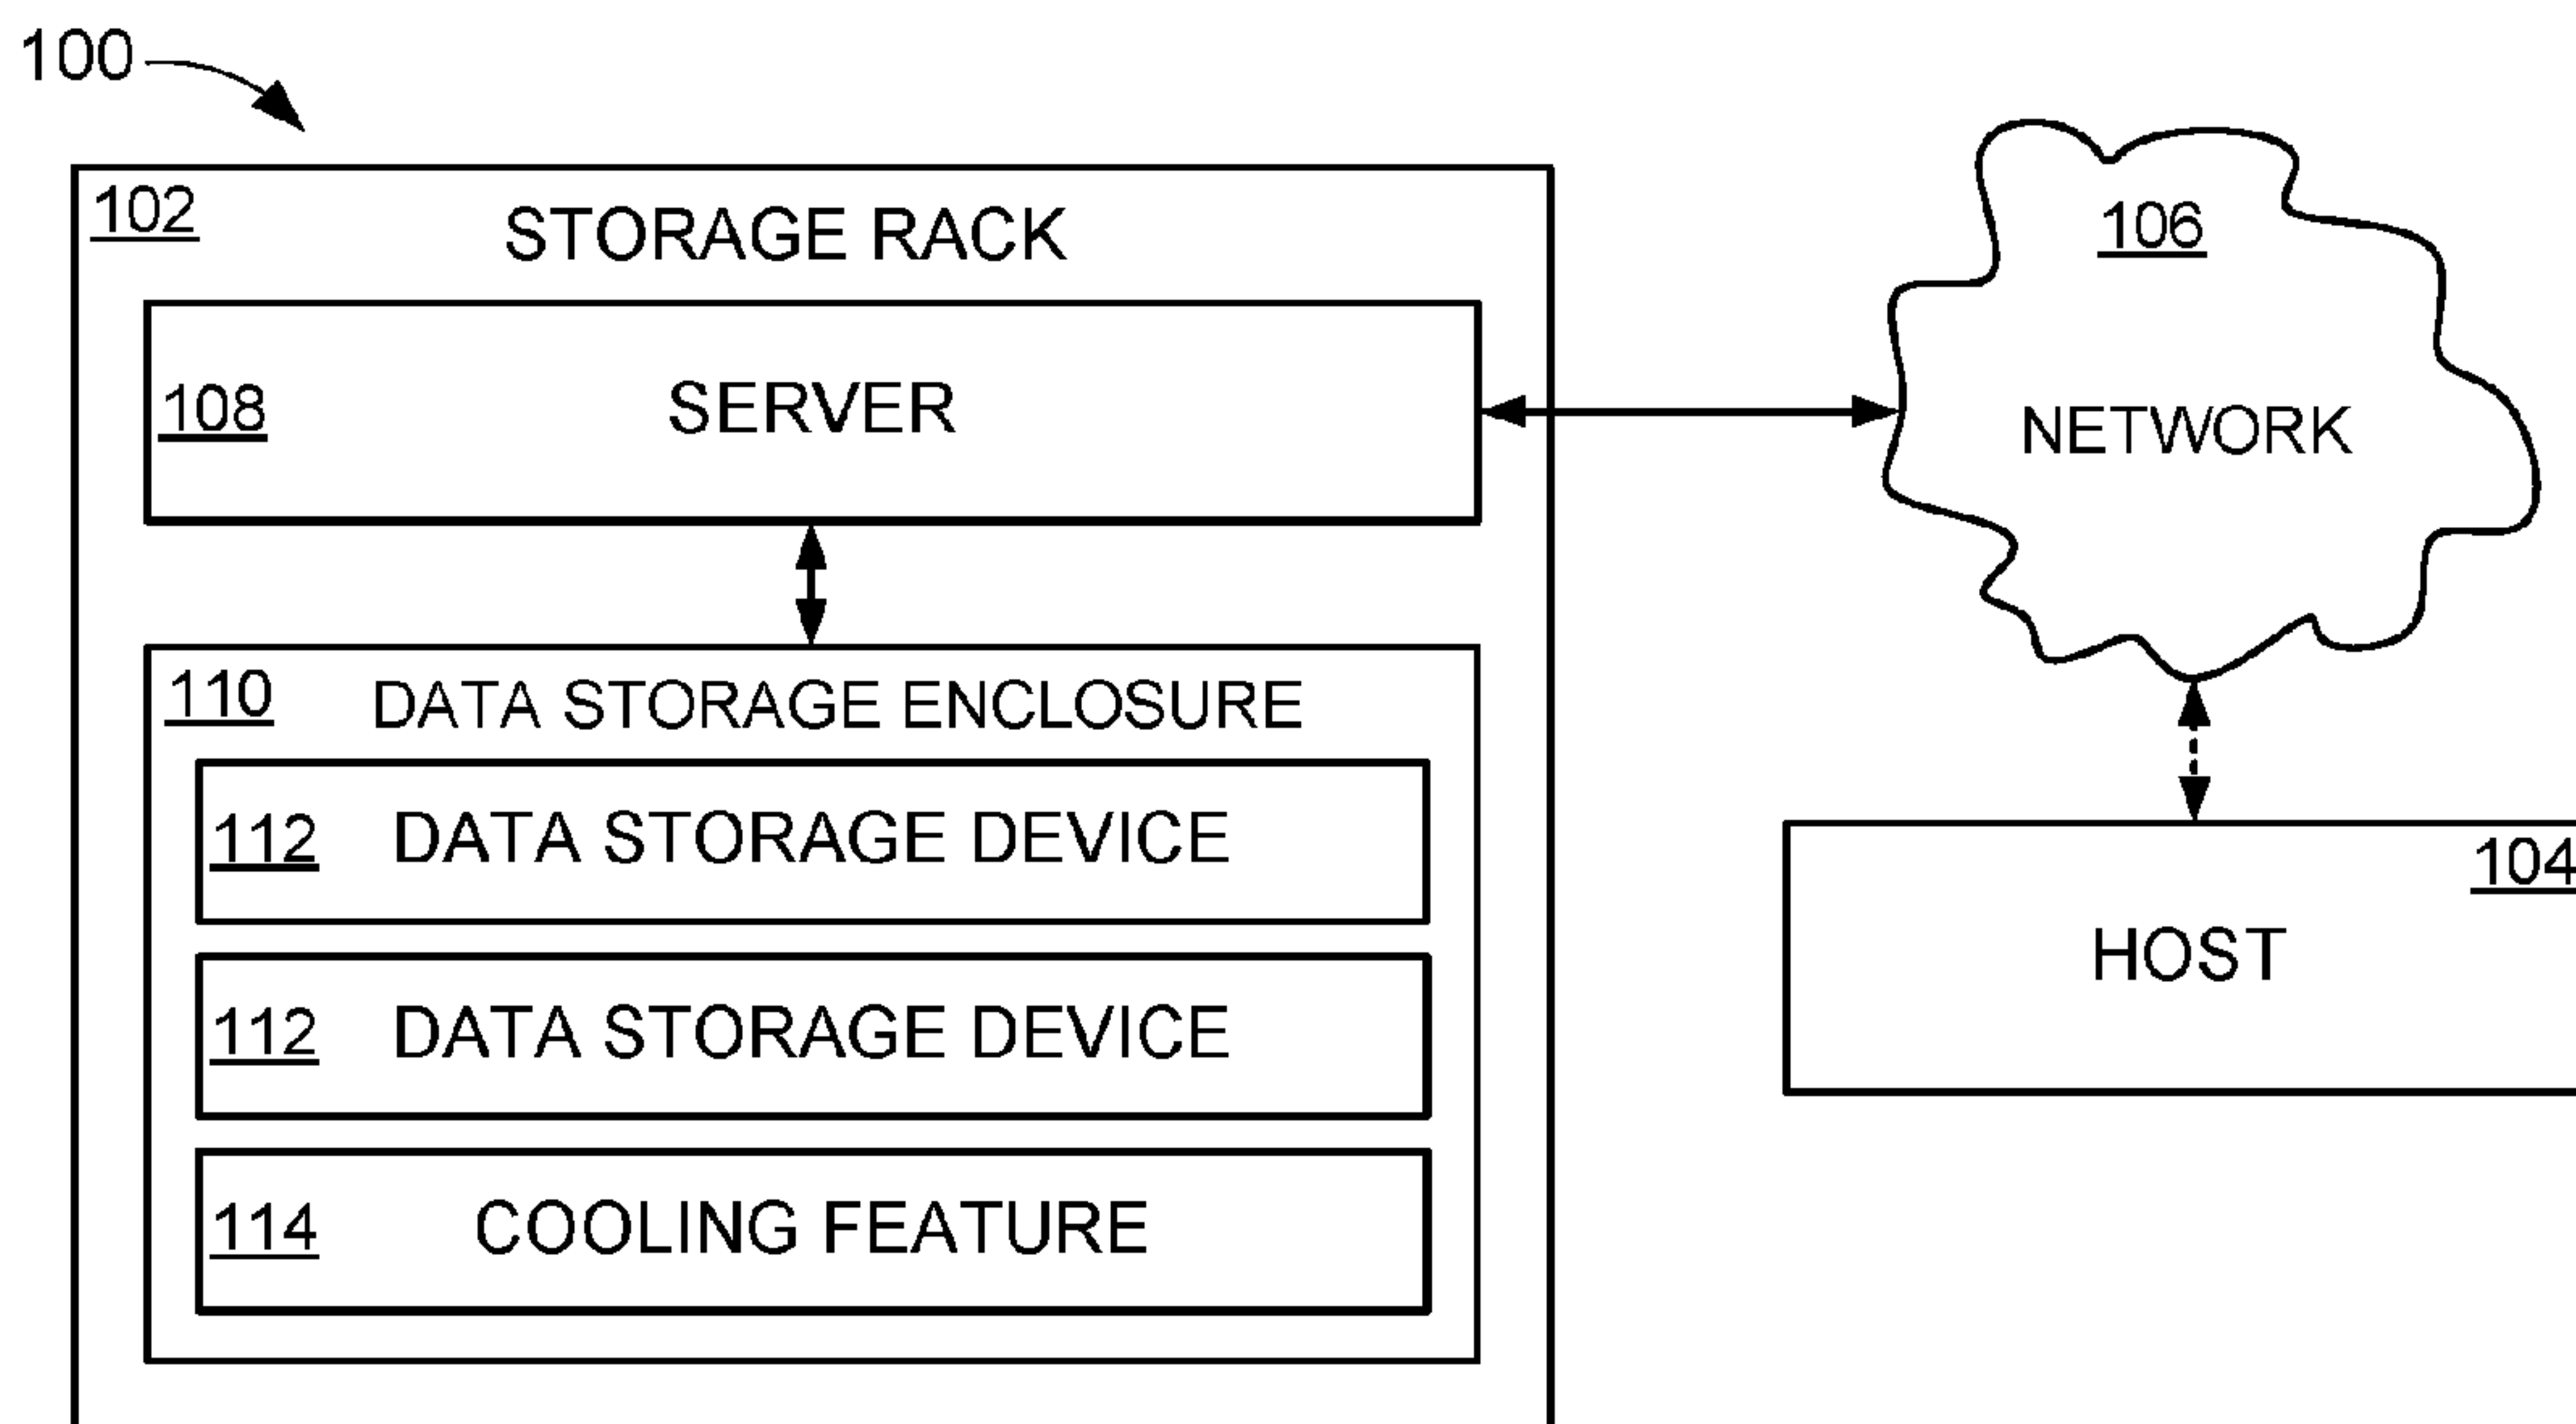 100
102
STORAGE RACK
106
NETWORK
108
SERVER
110 DATA STORAGE ENCLOSURE
112 DATA STORAGE DEVICE
112 DATA STORAGE DEVICE
114 COOLING FEATURE
104
HOST